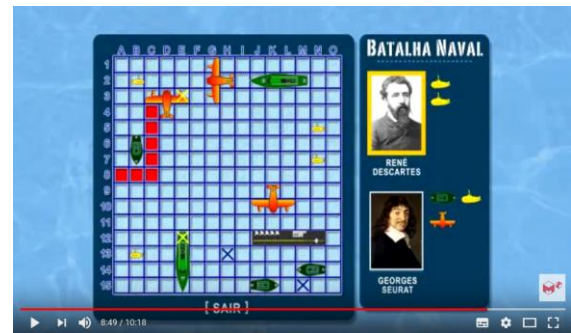 BATALHA NAVAL
A B C D E F G H I J K L M N O
1
2
3
4
5
6
7
8
9
10
11
12
13
14
15
RENÉ
DESCARTES
GEORGES
SEURAT
[ SAIR ]
8:49 / 10:18